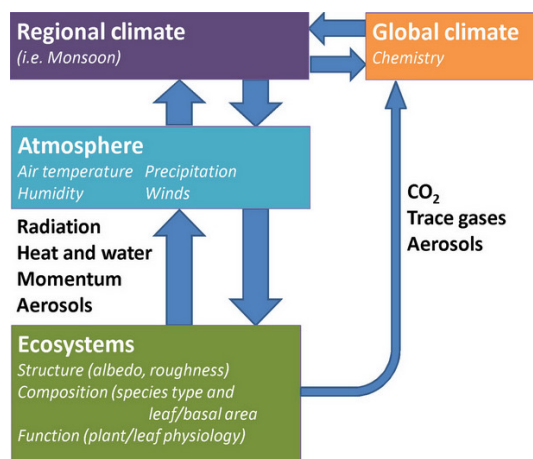 Regional climate
(i.e. Monsoon)
Global climate
Chemistry
Atmosphere
Air temperature Precipitation
Humidity Winds
Radiation
Heat and water
Momentum
Aerosols
CO₂
Trace gases
Aerosols
Ecosystems
Structure (albedo, roughness)
Composition (species type and
leaf/basal area
Function (plant/leaf physiology)